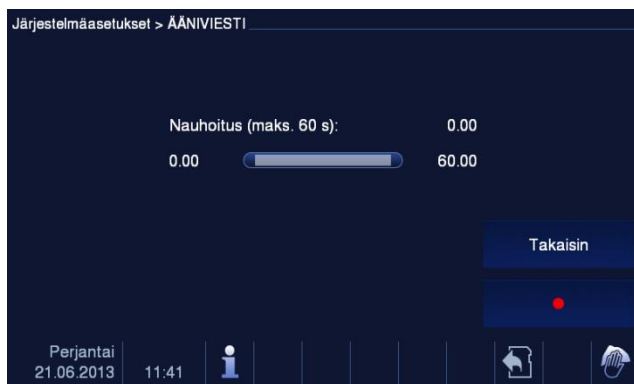 Järjestelmäasetukset > ÄÄNIVIESTI
Nauhoitus (maks. 60 s): 0.00
0.00 60.00
Takaisin
Perjantai
21.06.2013 11:41